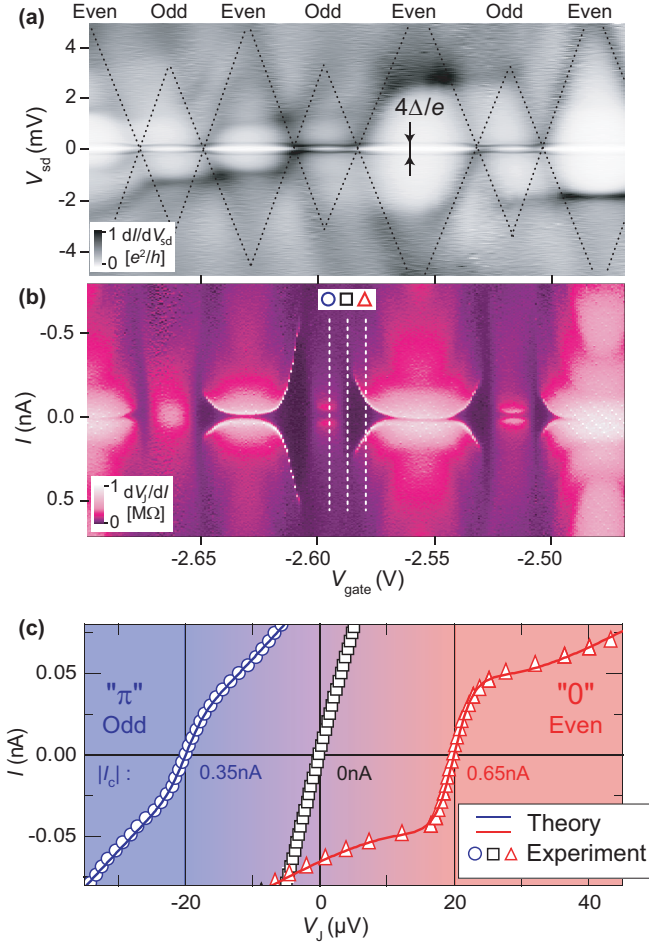 (a) Even Odd Even Odd Even Odd Even
4
2
0
-2
-4
V_sd (mV)
4Δ/e
1
0
dI/dV_sd
[e²/h]
(b)
-0.5
0.0
0.5
I (nA)
1
0
dV_J/dI
[MΩ]
-2.65 -2.60 -2.55 -2.50
V_gate (V)
(c)
0.05
0.00
-0.05
I (nA)
"π"
Odd
"0"
Even
|I_c| : 0.35nA 0nA 0.65nA
Theory
Experiment
-20 0 20 40
V_J (µV)